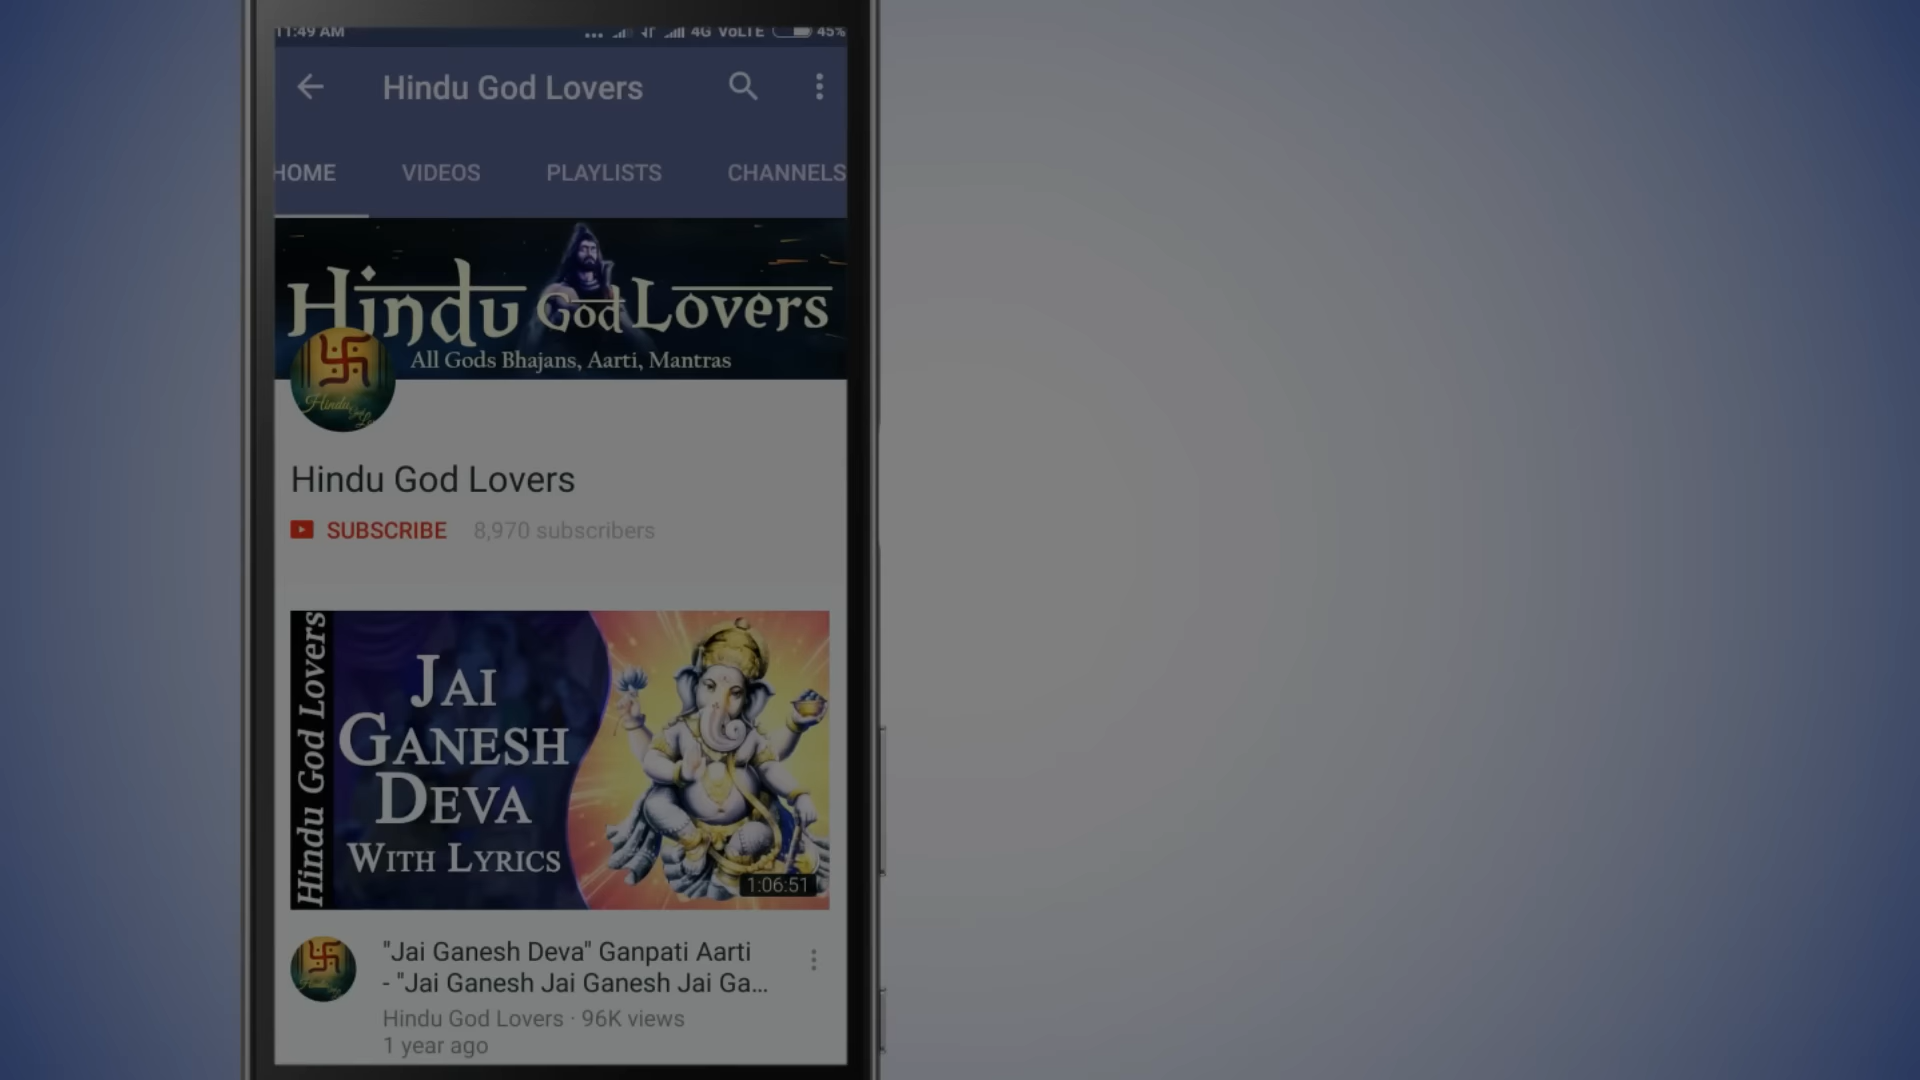 11:49 AM 4G VoLTE 45%
Hindu God Lovers
HOME VIDEOS PLAYLISTS CHANNELS
Hindu God Lovers
All Gods Bhajans, Aarti, Mantras
Hindu
Hindu God Lovers
SUBSCRIBE 8,970 subscribers
Hindu God Lovers
JAI
GANESH
DEVA
WITH LYRICS
1:06:51
"Jai Ganesh Deva" Ganpati Aarti
- "Jai Ganesh Jai Ganesh Jai Ga...
Hindu God Lovers · 96K views
1 year ago